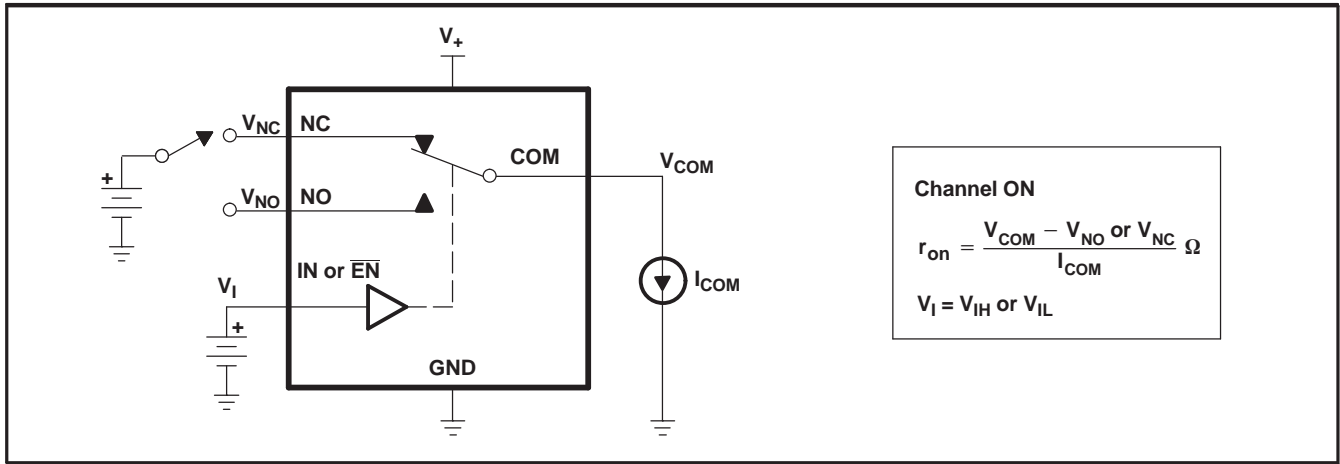 V+
VNC NC
COM
VCOM
+
VNO NO
IN or E̅N̅
VI
+
ICOM
GND
Channel ON
ron = VCOM – VNO or VNC / ICOM Ω
VI = VIH or VIL